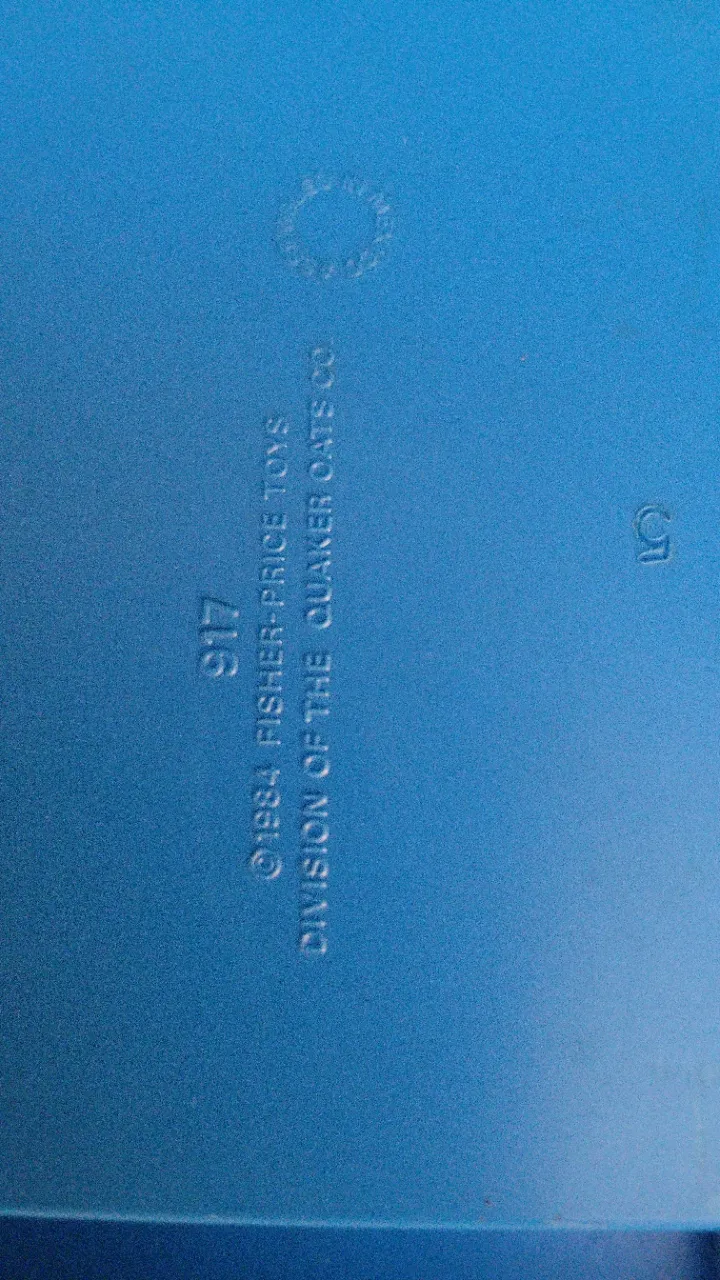 917
©1984 FISHER-PRICE TOYS
DIVISION OF THE QUAKER OATS CO.
5